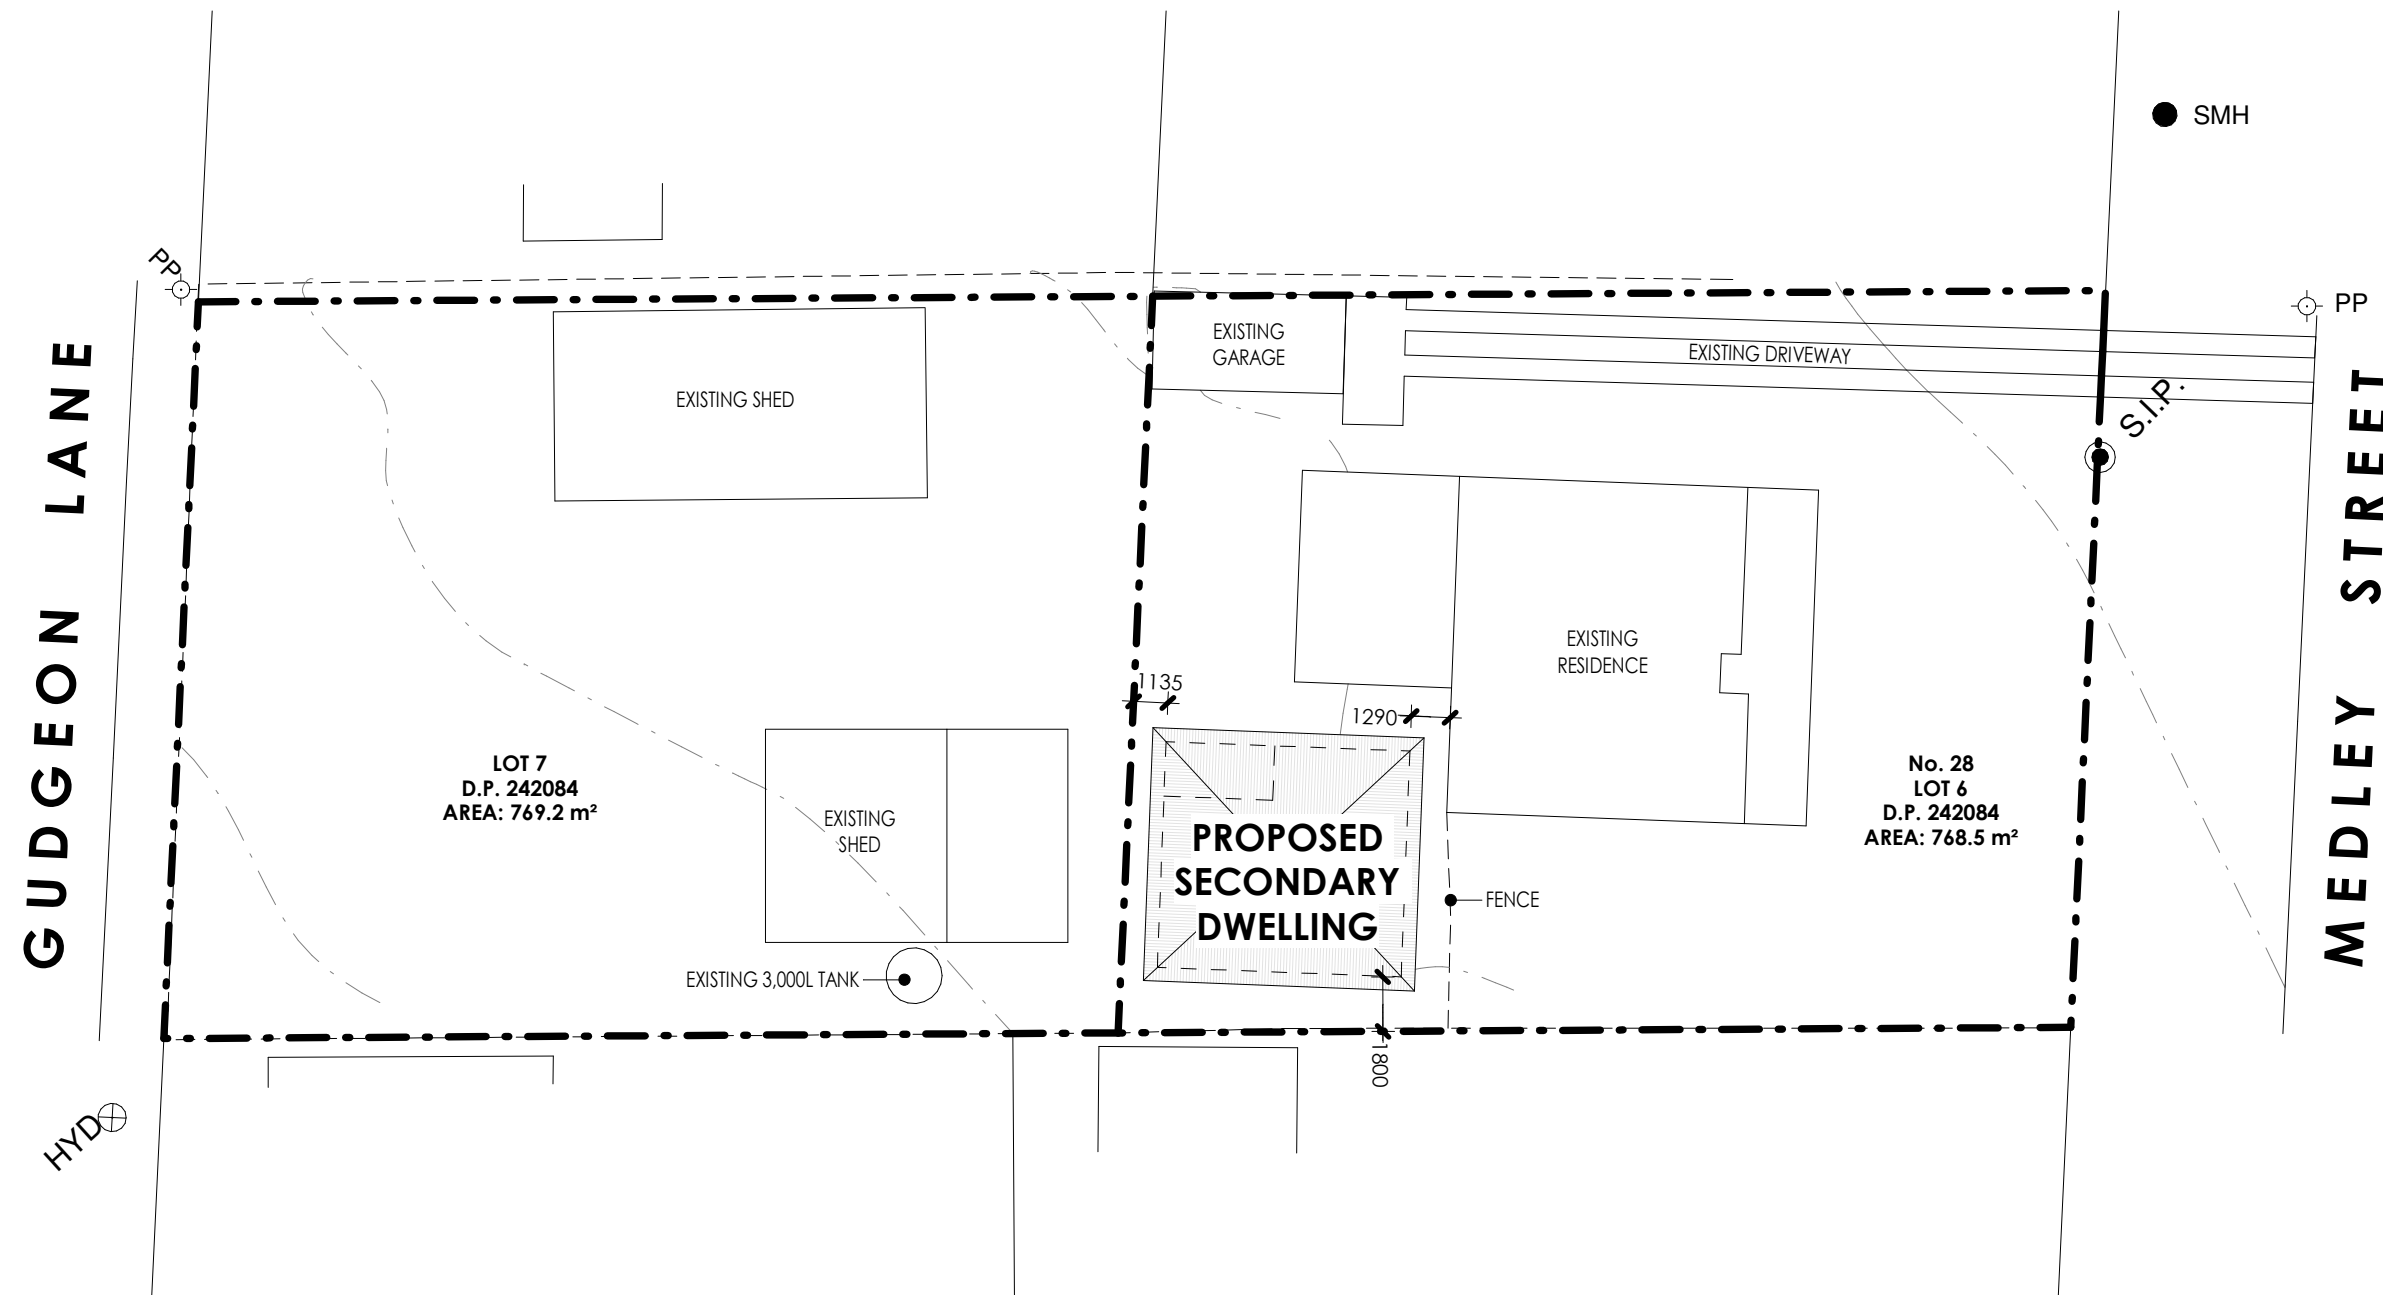 SMH
PP
PP
EXISTING
GARAGE
EXISTING DRIVEWAY
EXISTING SHED
S.I.P.
GUDGEON LANE
MEDLEY STREET
EXISTING
RESIDENCE
1135
1290
LOT 7
D.P. 242084
AREA: 769.2 m²
No. 28
LOT 6
D.P. 242084
AREA: 768.5 m²
EXISTING
SHED
PROPOSED
SECONDARY
DWELLING
FENCE
EXISTING 3,000L TANK
1800
HYD